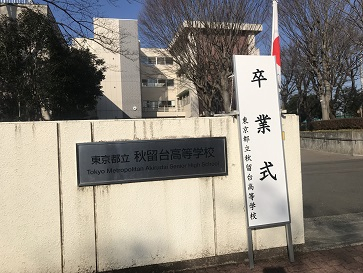 東京都立 秋留台高等学校
Tokyo Metropolitan Akirudai Senior High School
卒業式
東京都立秋留台高等学校